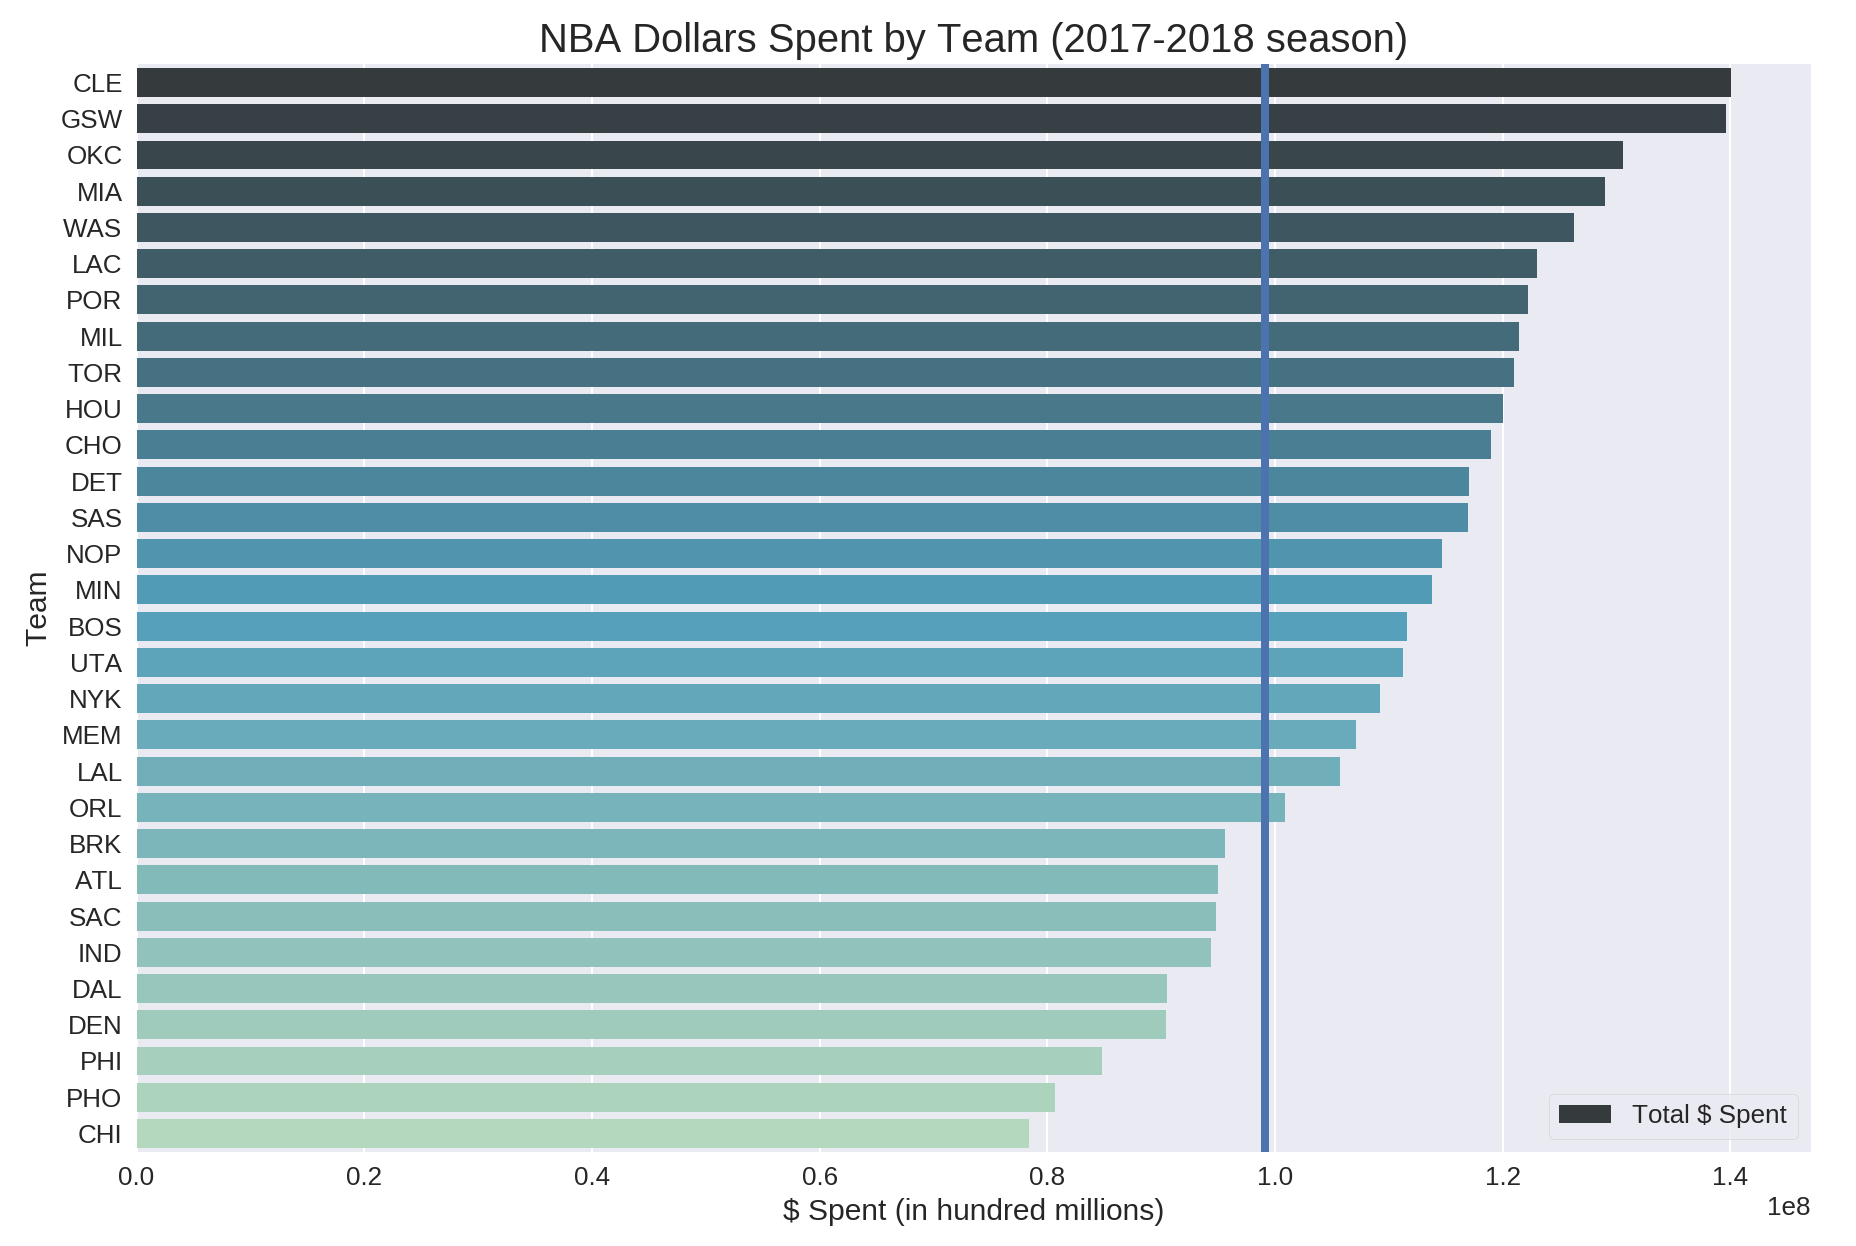 NBA Dollars Spent by Team (2017-2018 season)
CLE
GSW
OKC
MIA
WAS
LAC
POR
MIL
TOR
HOU
CHO
DET
SAS
NOP
MIN
BOS
UTA
NYK
MEM
LAL
ORL
BRK
ATL
SAC
IND
DAL
DEN
PHI
PHO
CHI
Team
Total $ Spent
0.0 0.2 0.4 0.6 0.8 1.0 1.2 1.4
1e8
$ Spent (in hundred millions)